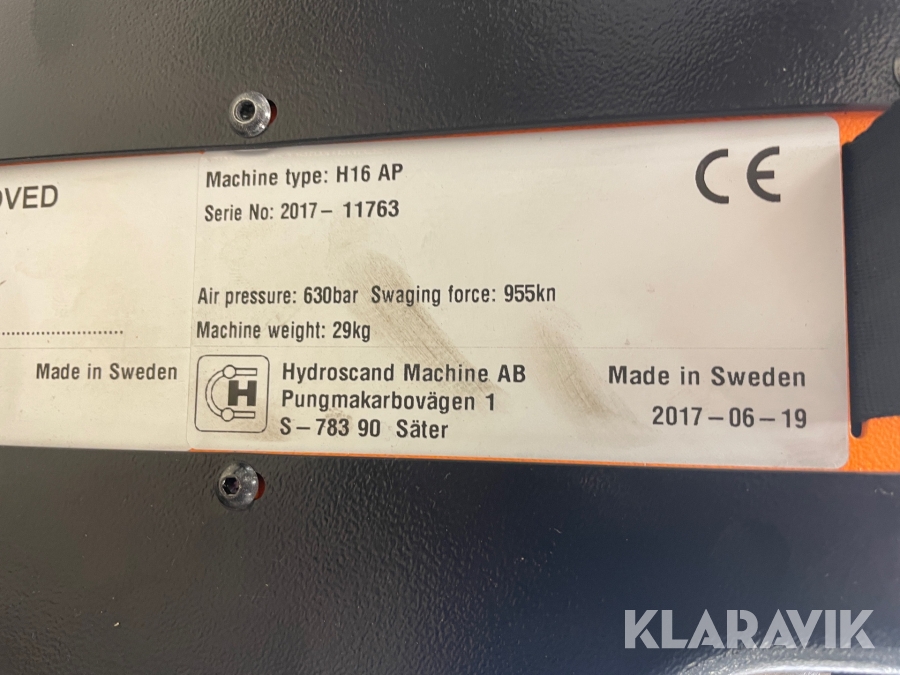 OVED
Machine type: H16 AP
Serie No: 2017– 11763
Air pressure: 630bar Swaging force: 955kn
Machine weight: 29kg
........................
Made in Sweden
H
Hydroscand Machine AB
Pungmakarbovägen 1
S–783 90 Säter
Made in Sweden
2017–06–19
CE
KLARAVIK